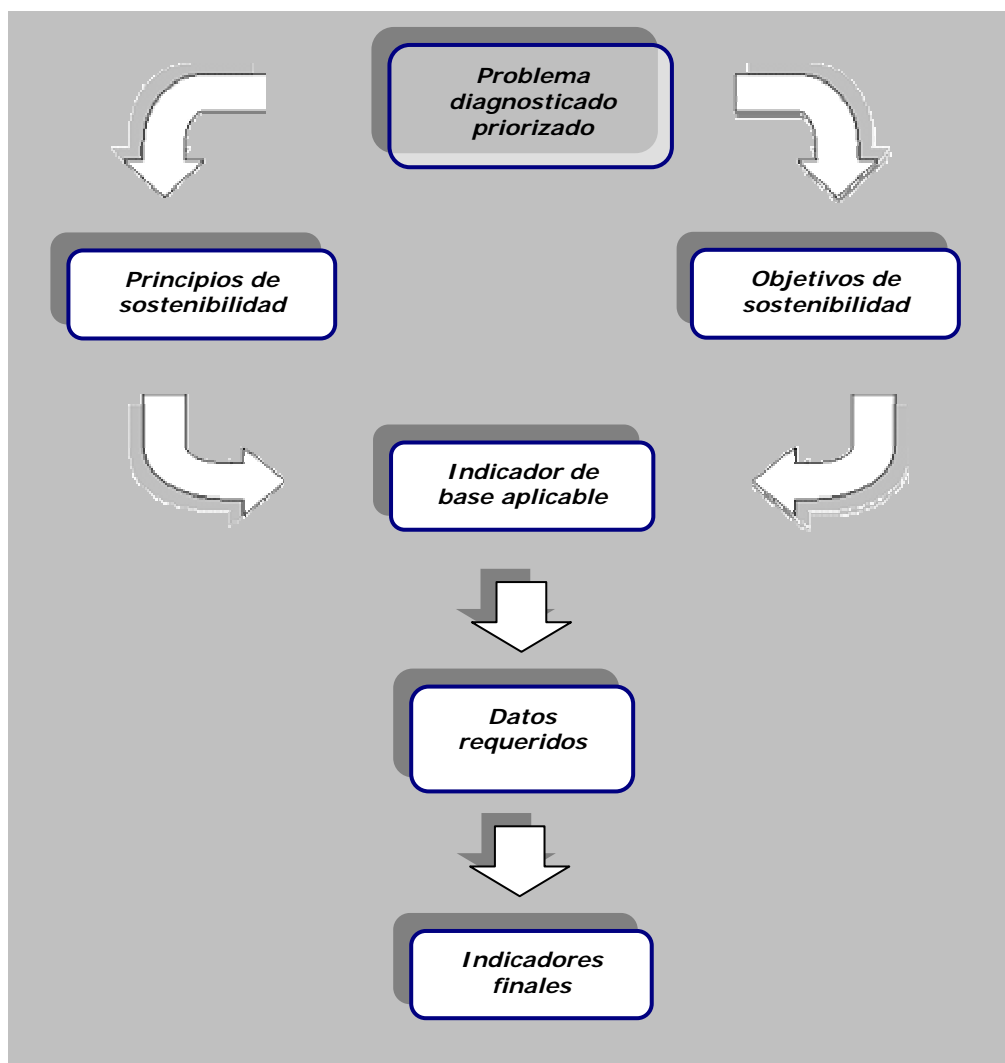 Problema
diagnosticado
priorizado
Principios de
sostenibilidad
Objetivos de
sostenibilidad
Indicador de
base aplicable
Datos
requeridos
Indicadores
finales